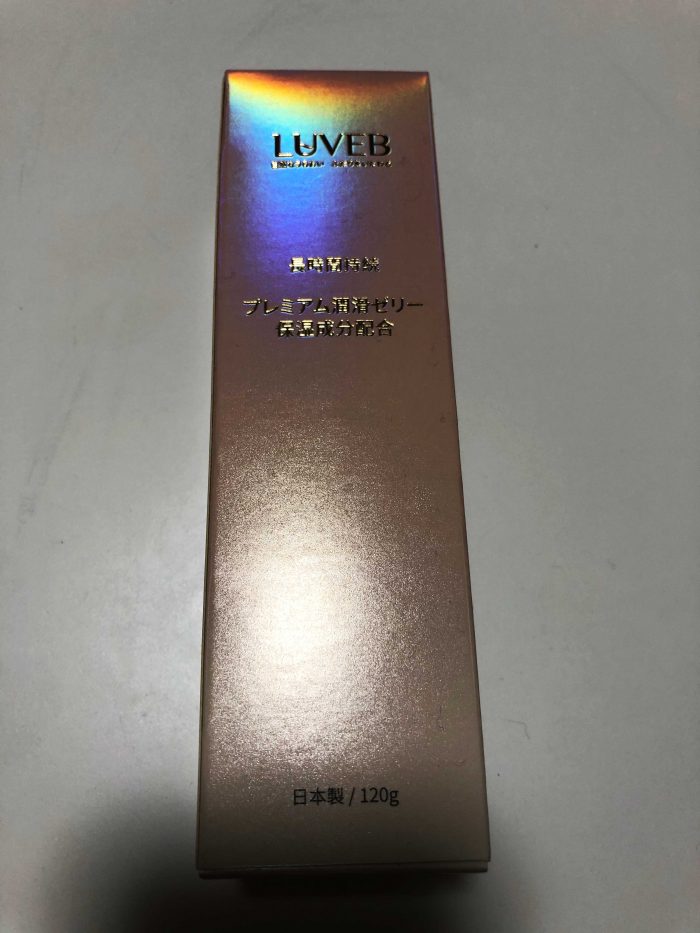 LUVEB
長時間持続
プレミアム潤滑ゼリー
保湿成分配合
日本製 / 120g